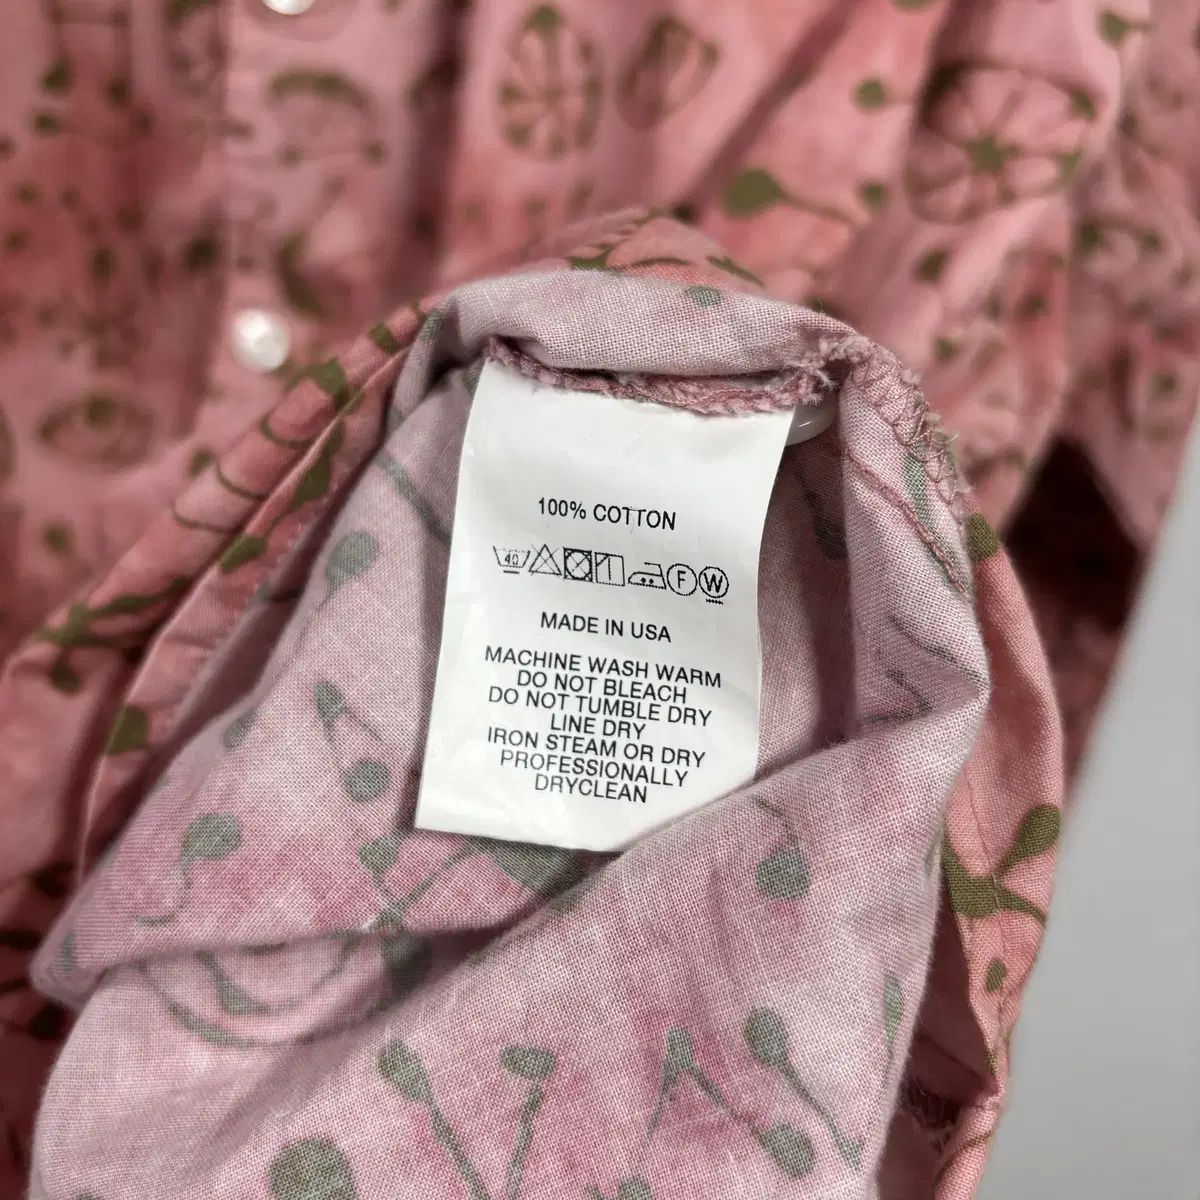 100% COTTON
40 F W
MADE IN USA
MACHINE WASH WARM
DO NOT BLEACH
DO NOT TUMBLE DRY
LINE DRY
IRON STEAM OR DRY
PROFESSIONALLY
DRYCLEAN